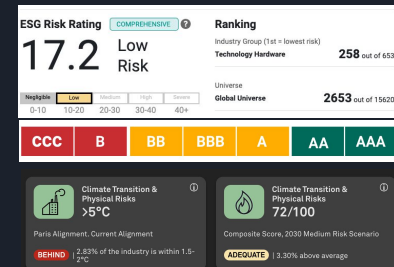 ESG Risk Rating COMPREHENSIVE ?
17.2 Low Risk
Negligible Low Medium High Severe
0-10 10-20 20-30 30-40 40+
Ranking
Industry Group (1st = lowest risk)
Technology Hardware 258 out of 653
Universe
Global Universe 2653 out of 15620
CCC B BB BBB A AA AAA
Climate Transition &
Physical Risks
>5°C
Paris Alignment. Current Alignment
BEHIND | 2.83% of the industry is within 1.5-
2°C
Climate Transition &
Physical Risks
72/100
Composite Score, 2030 Medium Risk Scenario
ADEQUATE | 3.30% above average